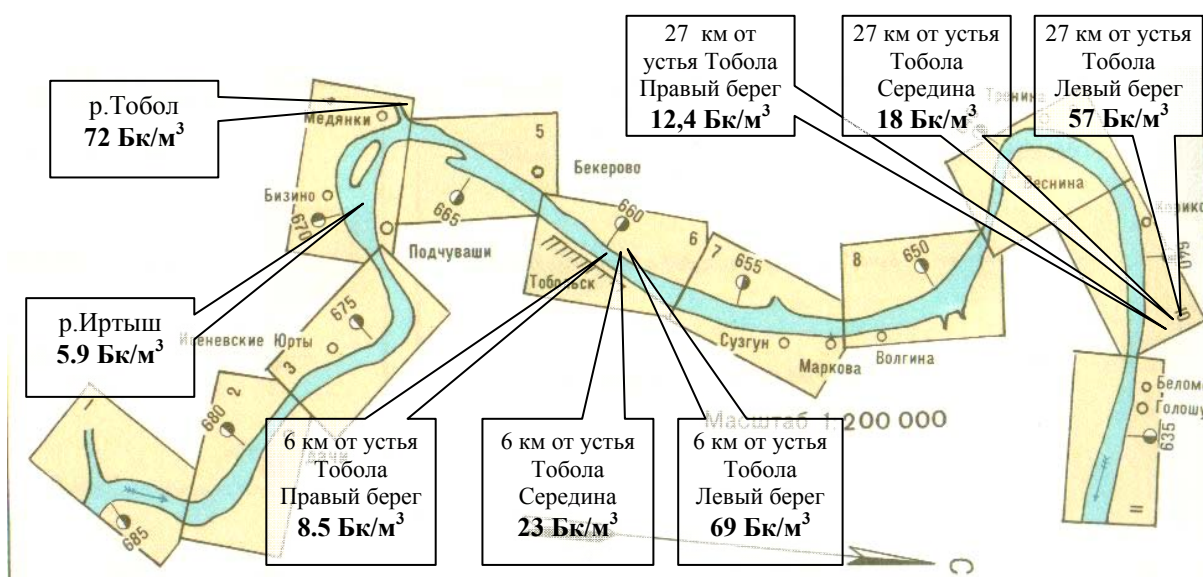 27 км от
устья Тобола
Правый берег
12,4 Бк/м³
27 км от устья
Тобола
Середина
18 Бк/м³
27 км от устья
Тобола
Левый берег
57 Бк/м³
р.Тобол
72 Бк/м³
Медянки
5
Бекерово
Тренина
Веснина
Бизино
670
665
660
6
7
655
8
650
640
Подчуваши
Тобольск
р.Иртыш
5.9 Бк/м³
675
Юрты
3
Сузгун
Маркова
Волгина
2
680
I
685
Масштаб 1:200 000
635
II
6 км от устья
Тобола
Правый берег
8.5 Бк/м³
6 км от устья
Тобола
Середина
23 Бк/м³
6 км от устья
Тобола
Левый берег
69 Бк/м³
С